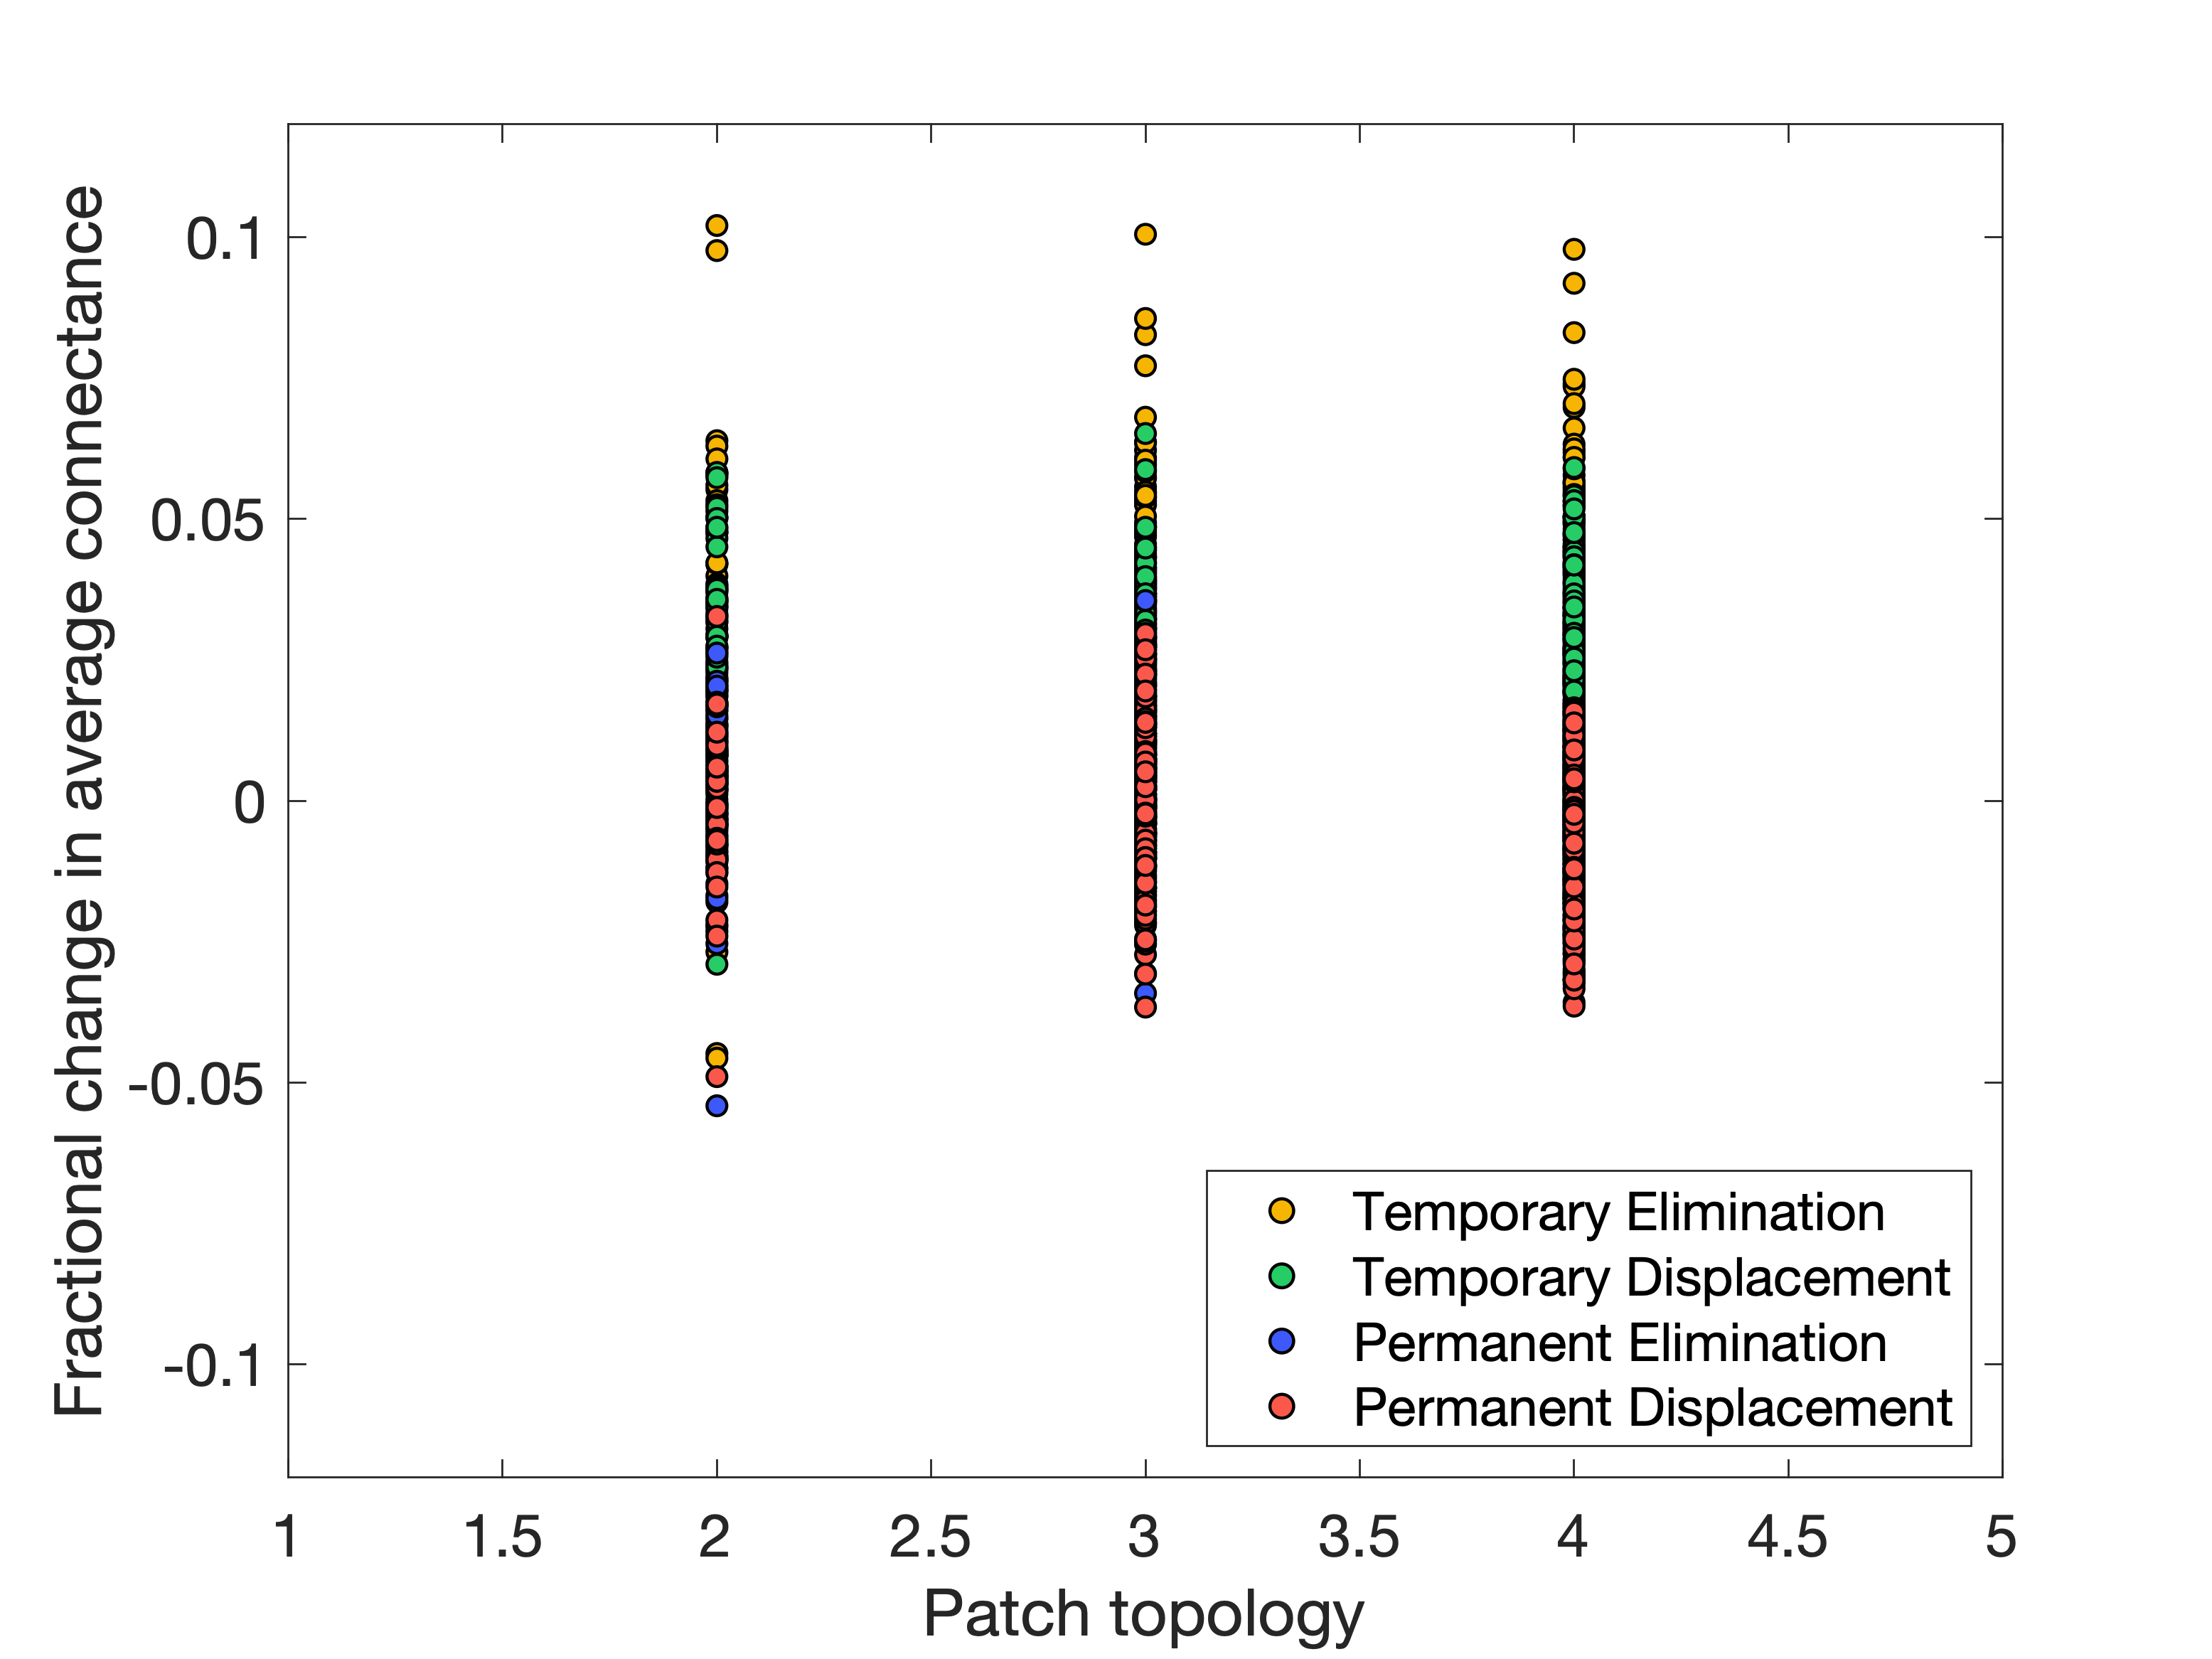 Fractional change in average connectance
0.1
0.05
0
-0.05
-0.1
Temporary Elimination
Temporary Displacement
Permanent Elimination
Permanent Displacement
1 1.5 2 2.5 3 3.5 4 4.5 5
Patch topology